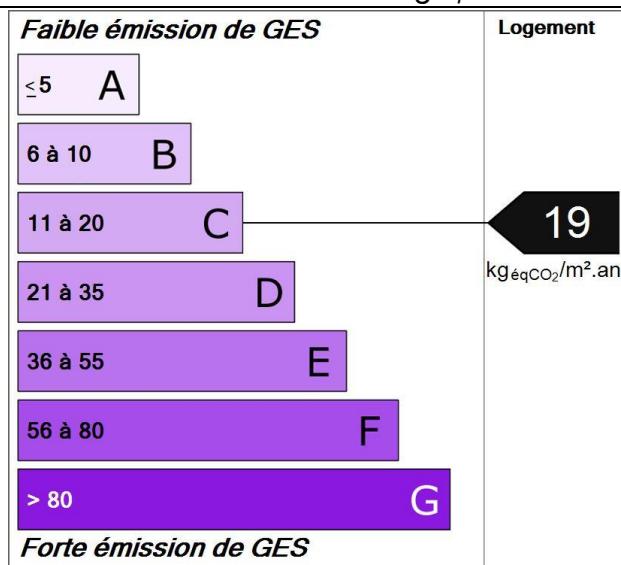 Faible émission de GES
Logement
≤5 A
6 à 10 B
11 à 20 C
19
kgéqCO₂/m².an
21 à 35 D
36 à 55 E
56 à 80 F
> 80 G
Forte émission de GES